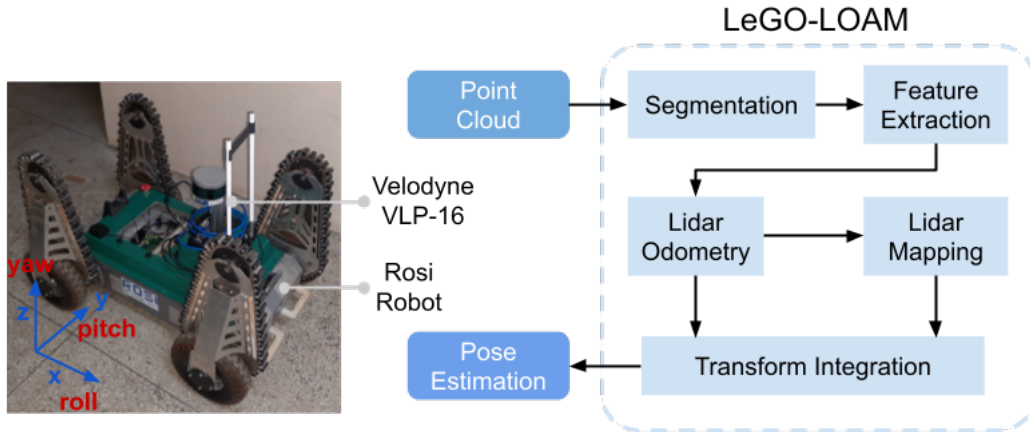 LeGO-LOAM
Point
Cloud
Segmentation
Feature
Extraction
Velodyne
VLP-16
Lidar
Odometry
Lidar
Mapping
Rosi
Robot
ROSI
yaw
z
y
pitch
x
roll
Pose
Estimation
Transform Integration